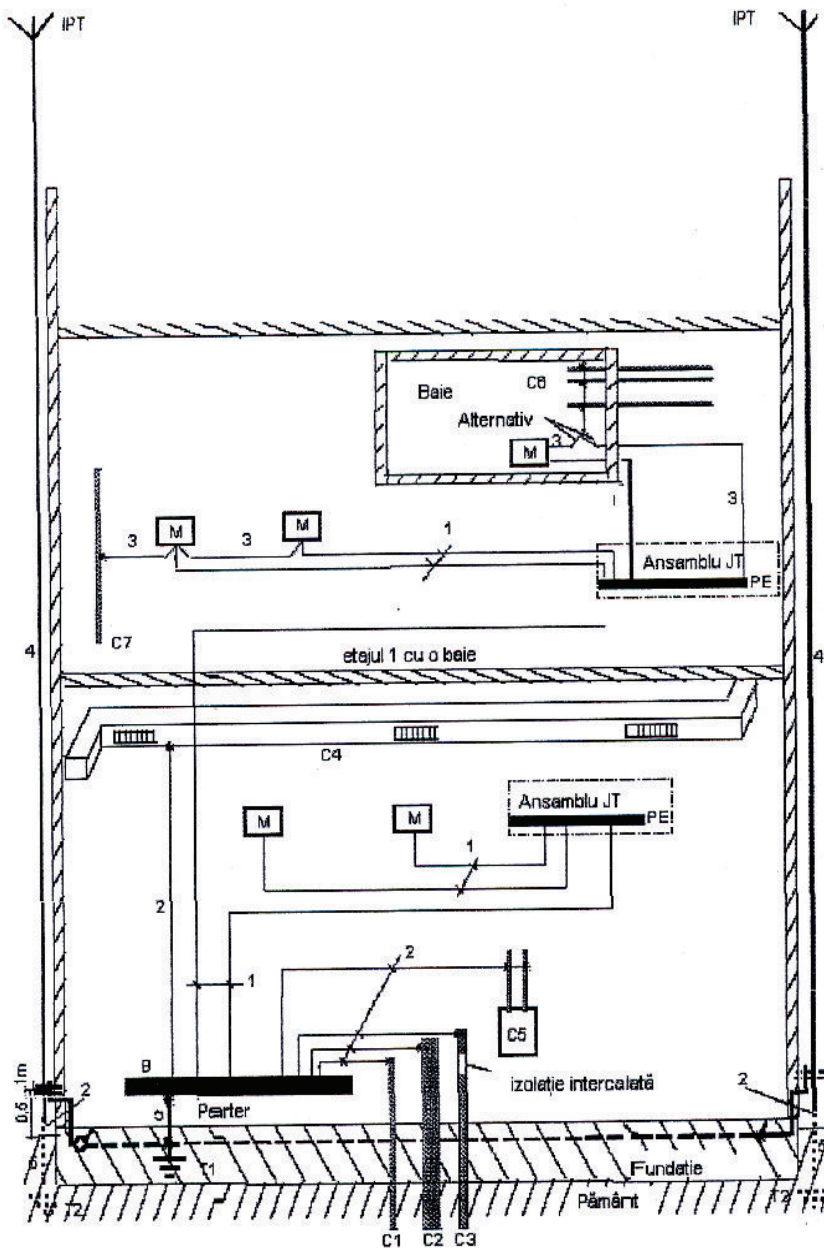 IPT
IPT
Baie
C6
Alternativ
3
M
1
3
3
M
3
M
1
Ansamblu JT
PE
C7
4
4
etajul 1 cu o baie
C4
Ansamblu JT
M
M
PE
1
2
2
1
C5
B
izolație intercalată
2
2
Parter
0,5 1m
T1
Fundație
T2
T2
Pământ
C1
C2
C3